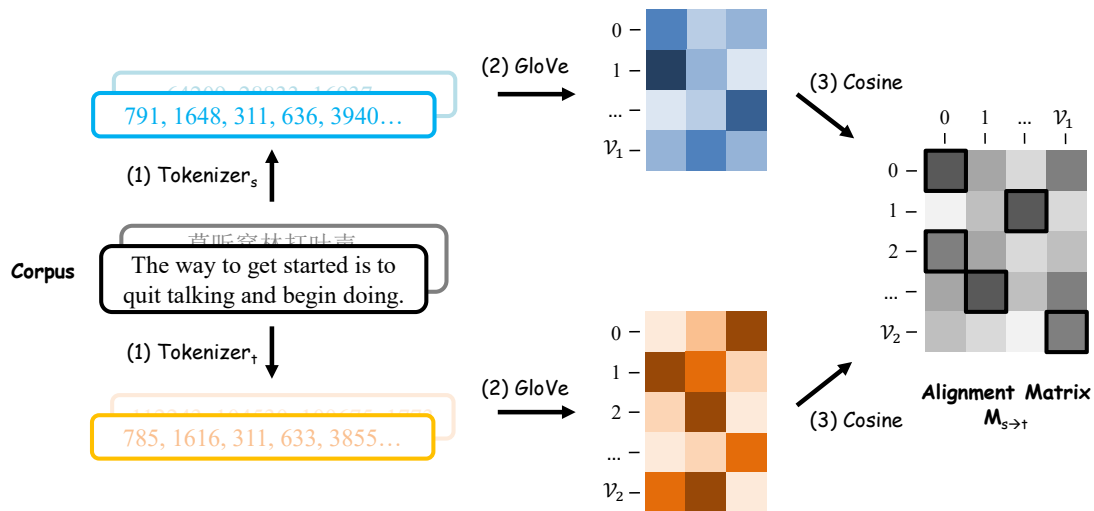 791, 1648, 311, 636, 3940…
(1) Tokenizerₛ
Corpus
The way to get started is to
quit talking and begin doing.
(1) Tokenizerₜ
785, 1616, 311, 633, 3855…
(2) GloVe
0
1
...
𝒱₁
(3) Cosine
(2) GloVe
0
1
2
...
𝒱₂
(3) Cosine
0 1 ... 𝒱₁
0
1
2
...
𝒱₂
Alignment Matrix
Mₛ→ₜ